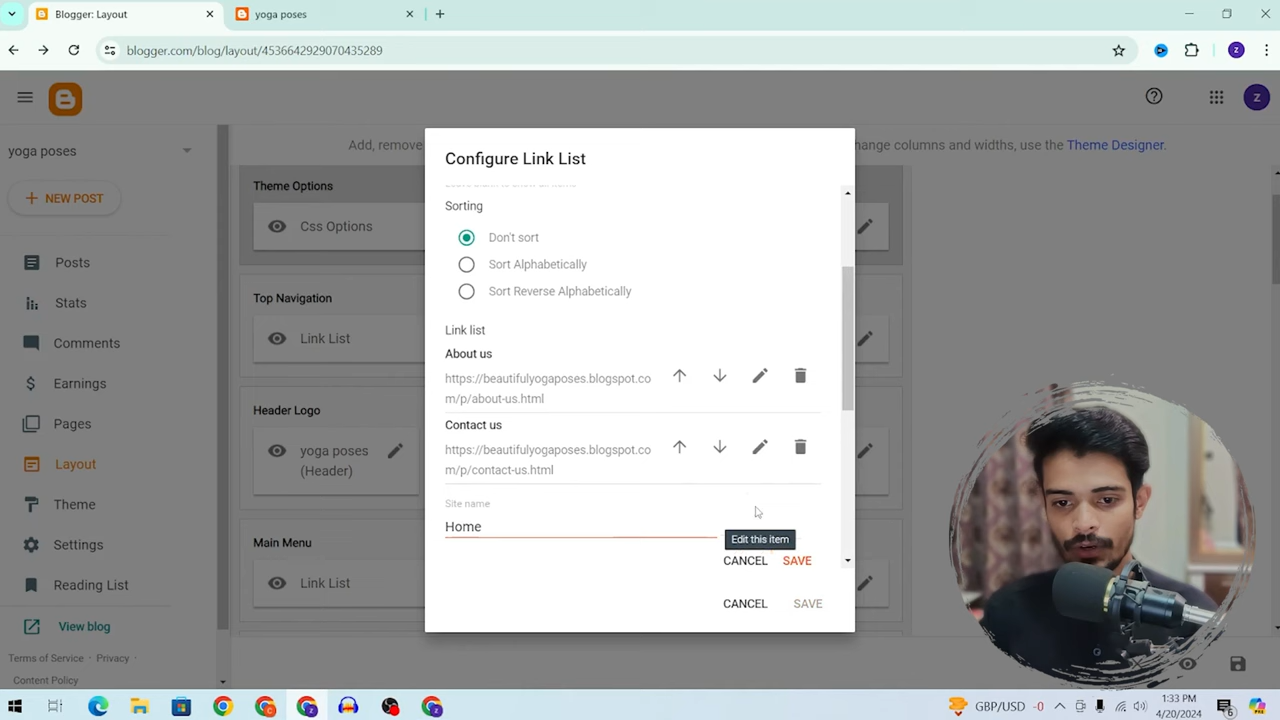 Blogger: Layout
yoga poses
blogger.com/blog/layout/4536642929070435289
z
z
yoga poses
NEW POST
Posts
Stats
Comments
Earnings
Pages
Layout
Theme
Settings
Reading List
View blog
Terms of Service · Privacy ·
Content Policy
Add, remove
change columns and widths, use the Theme Designer.
Theme Options
Css Options
Top Navigation
Link List
Header Logo
yoga poses
(Header)
Main Menu
Link List
Configure Link List
Sorting
Don't sort
Sort Alphabetically
Sort Reverse Alphabetically
Link list
About us
https://beautifulyogaposes.blogspot.co
m/p/about-us.html
Contact us
https://beautifulyogaposes.blogspot.co
m/p/contact-us.html
Site name
Home
Edit this item
CANCEL SAVE
CANCEL SAVE
GBP/USD -0
1:33 PM
4/20/2024
6